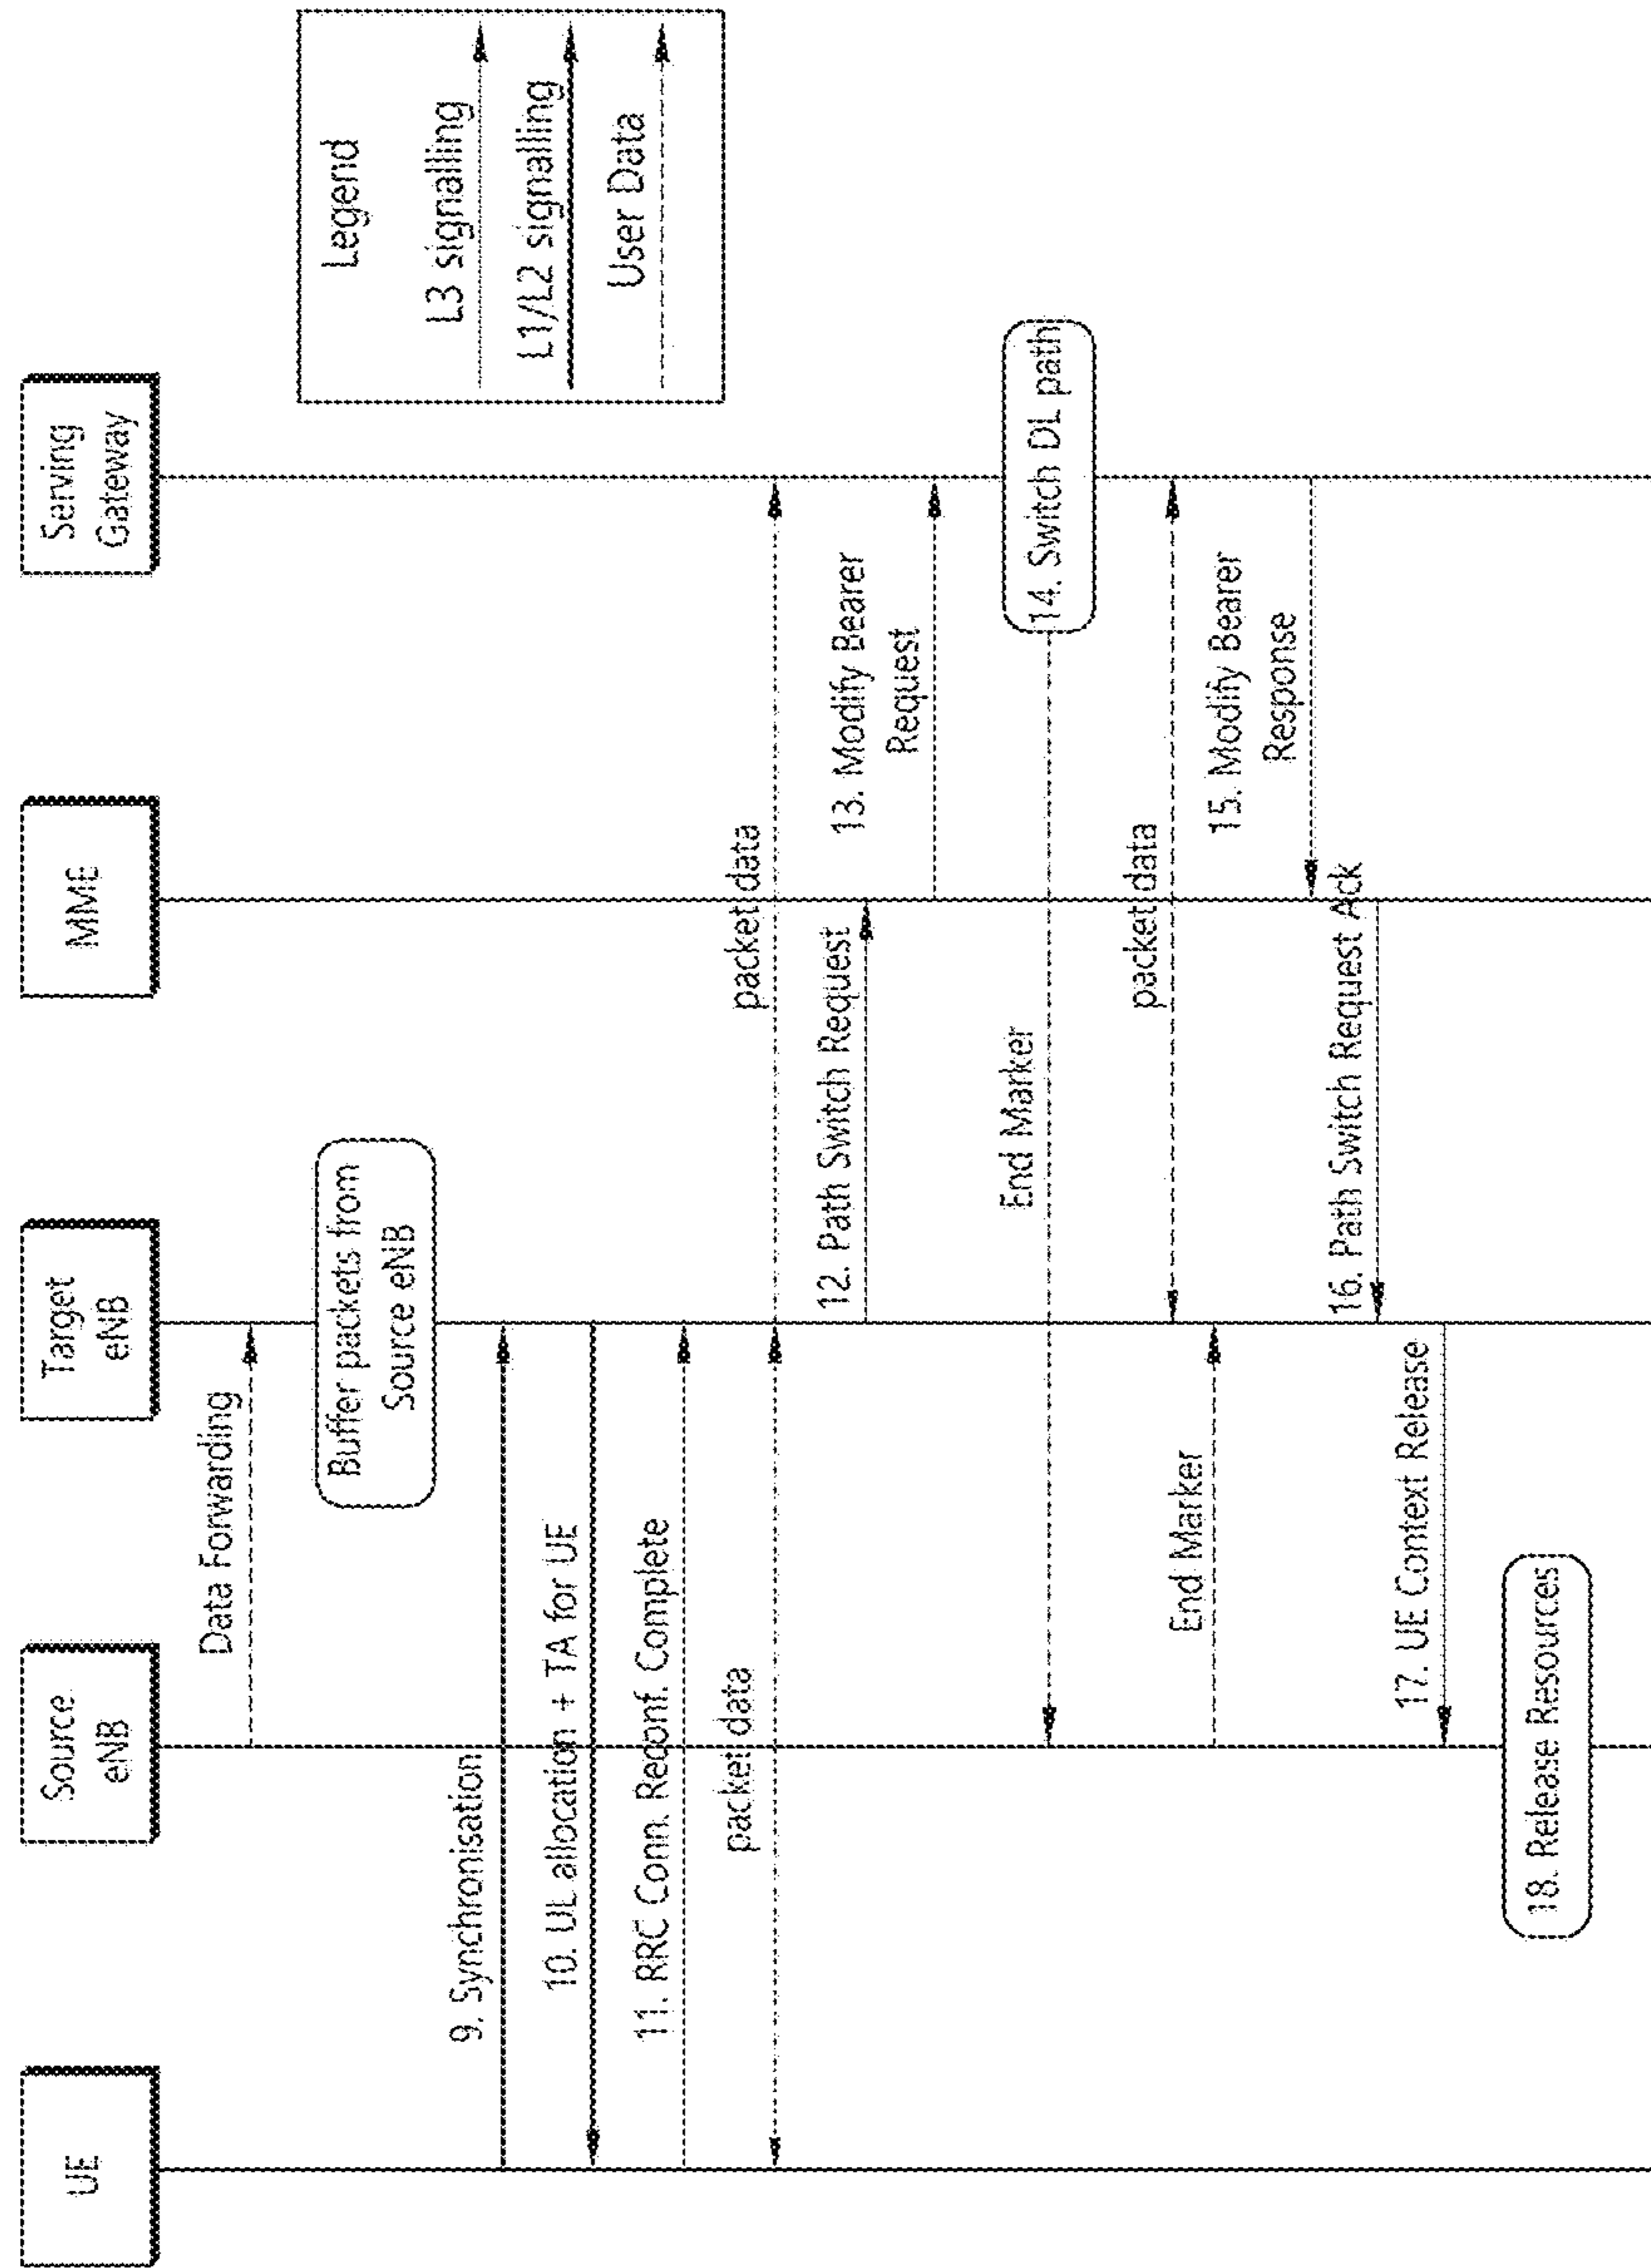 UE
Source
eNB
Target
eNB
MME
Serving
Gateway
Legend
L3 signalling
L1/L2 signalling
User Data
Data Forwarding
Buffer packets from
Source eNB
9. Synchronisation
10. UL allocation + TA for UE
11. RRC Conn. Reonf. Complete
packet data
packet data
12. Path Switch Request
13. Modify Bearer
Request
14. Switch DL path
End Marker
packet data
End Marker
15. Modify Bearer
Response
16. Path Switch Request Ack
17. UE Context Release
18. Release Resources